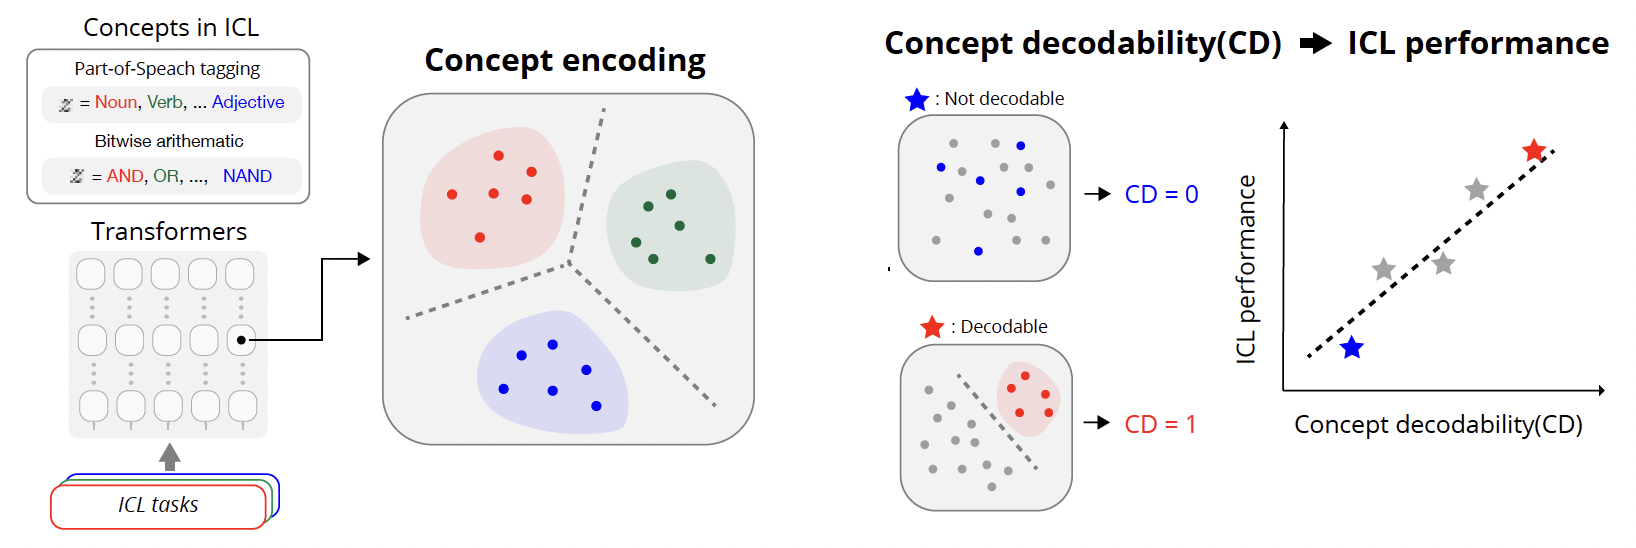 Concepts in ICL
Part-of-Speach tagging
z = Noun, Verb, ... Adjective
Bitwise arithematic
z = AND, OR, ..., NAND
Transformers
ICL tasks
Concept encoding
Concept decodability(CD) → ICL performance
: Not decodable
CD = 0
: Decodable
CD = 1
ICL performance
Concept decodability(CD)